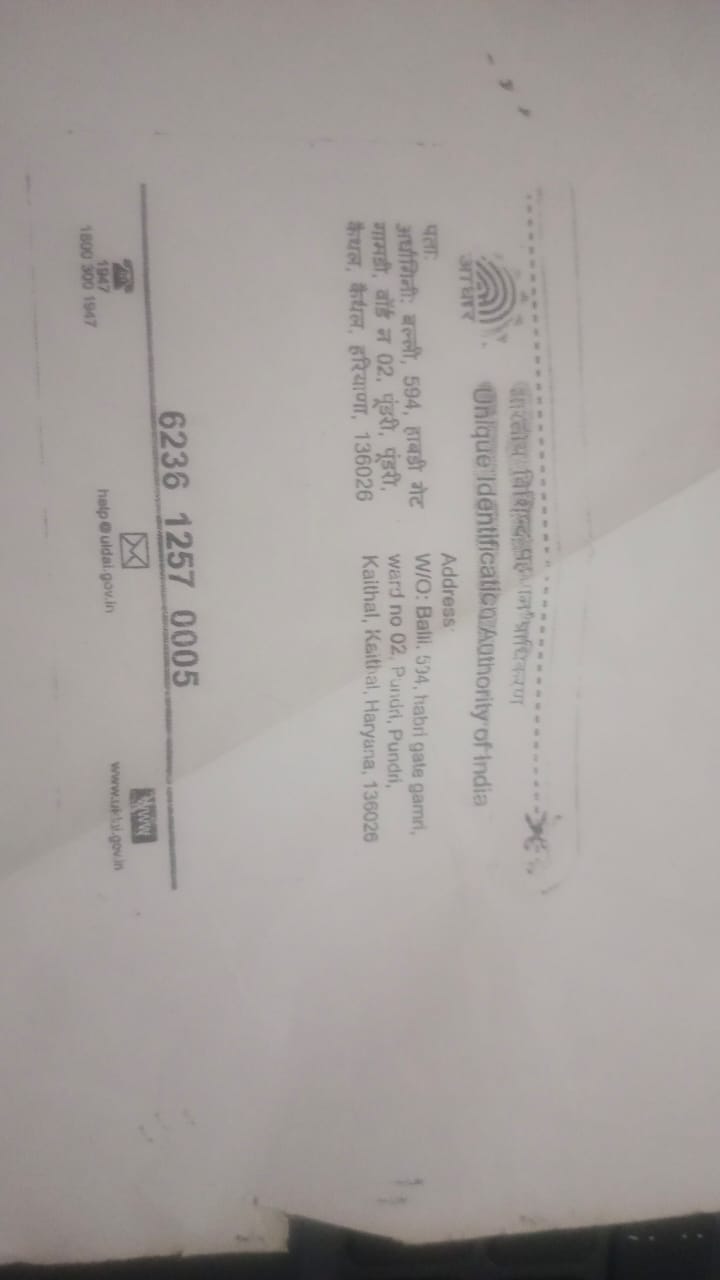 भारतीय विशिष्ट पहचान प्राधिकरण
Unique Identification Authority of India
आधार
पता:
अर्धांगिनी: बल्ली, 594, हाबड़ी गेट
गामड़ी, वॉर्ड न 02, पूंडरी, पूंडरी,
कैथल, कैथल, हरियाणा, 136026
Address:
W/O: Balli, 594, habri gate gamri,
ward no 02, Pundri, Pundri,
Kaithal, Kaithal, Haryana, 136026
6236 1257 0005
1947
1800 300 1947
help@uidai.gov.in
WWW
www.uidai.gov.in